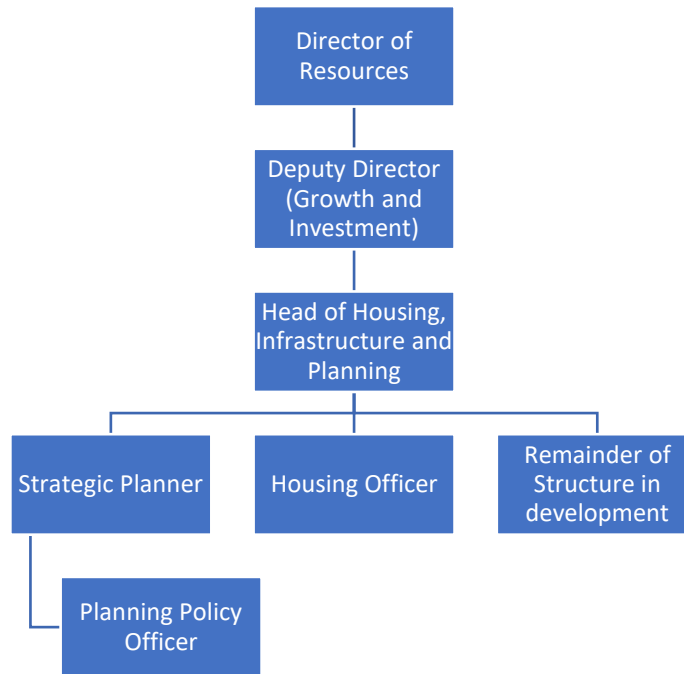 Director of
Resources
Deputy Director
(Growth and
Investment)
Head of Housing,
Infrastructure and
Planning
Strategic Planner
Housing Officer
Remainder of
Structure in
development
Planning Policy
Officer